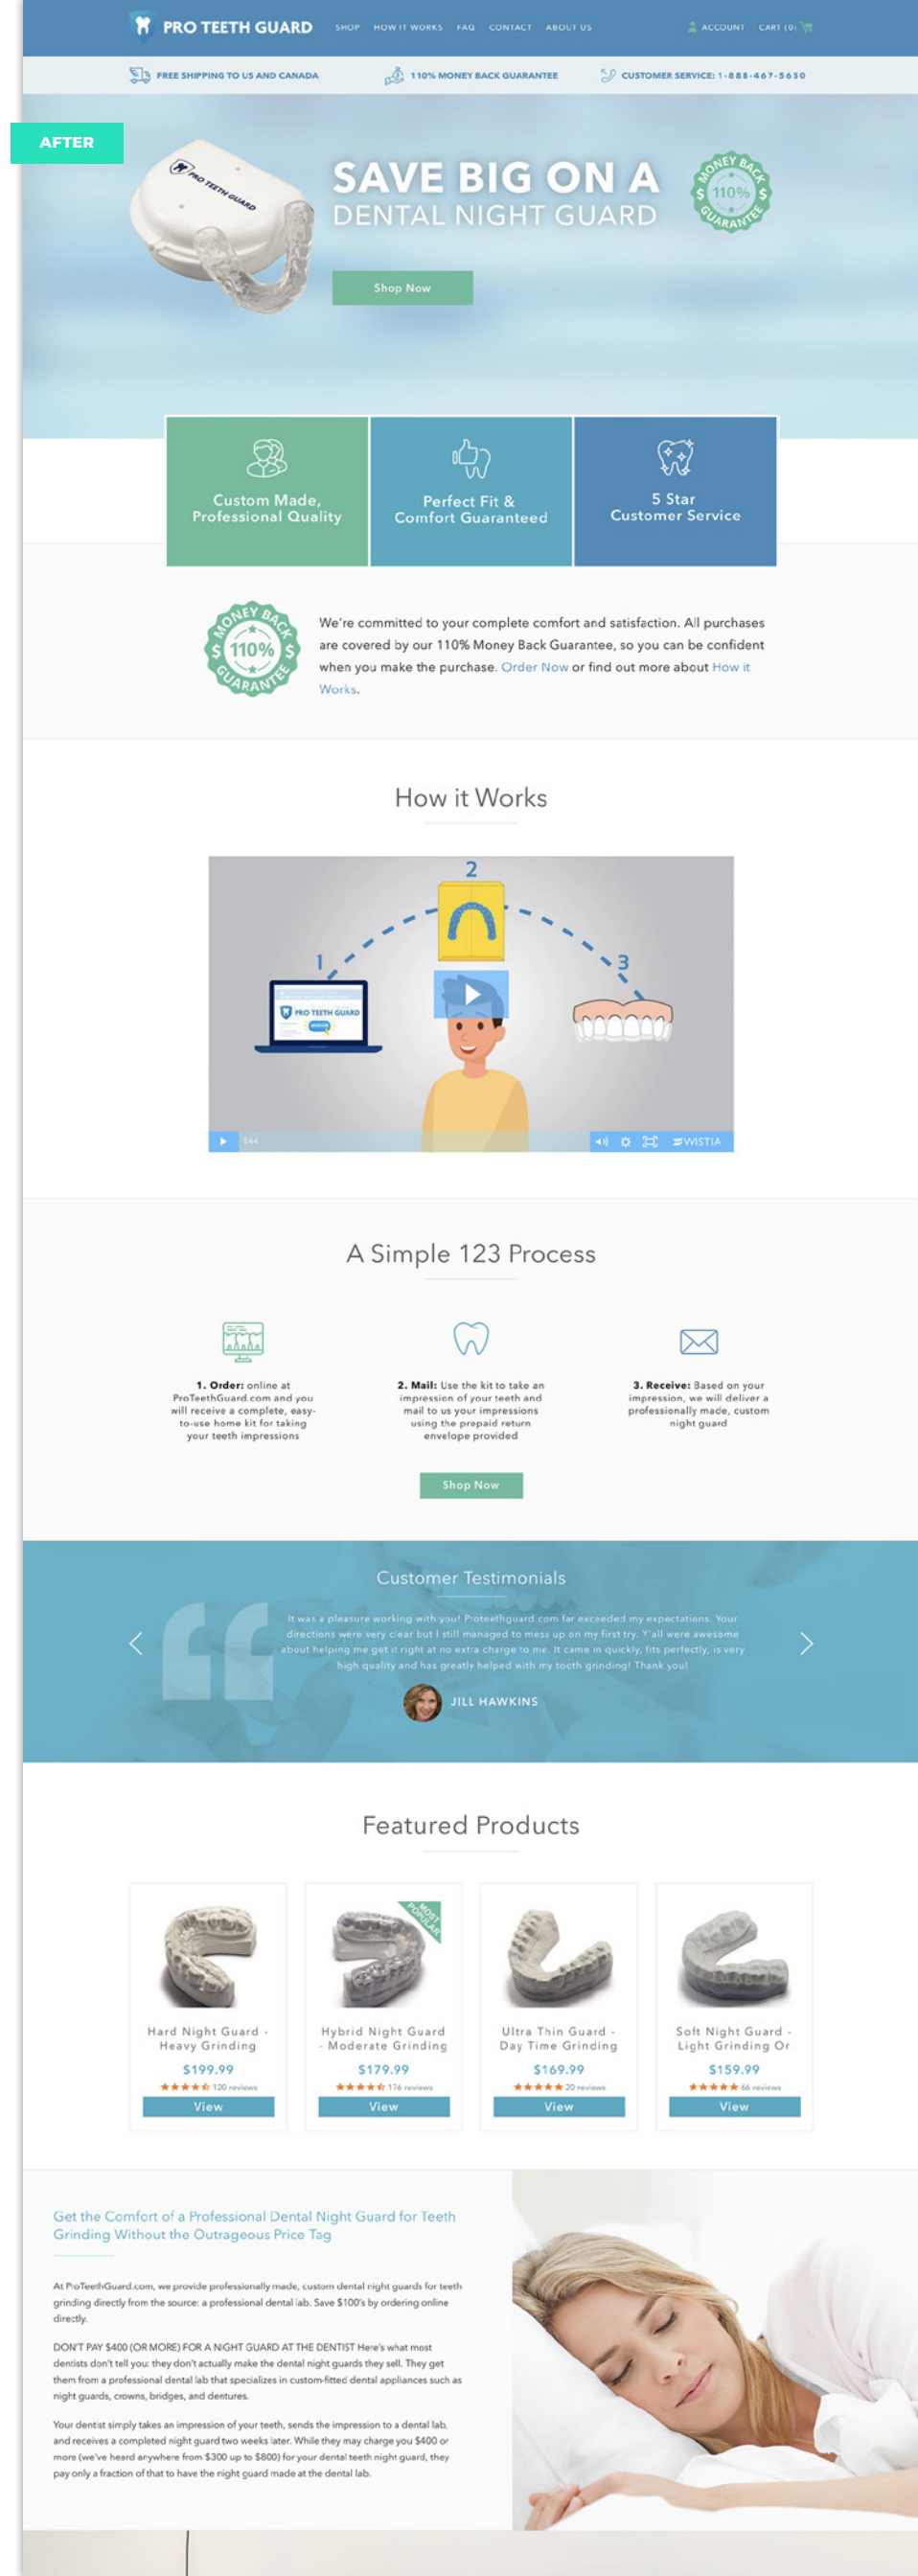 PRO TEETH GUARD
SHOP HOW IT WORKS FAQ CONTACT ABOUT US
ACCOUNT CART (0)
FREE SHIPPING TO US AND CANADA
110% MONEY BACK GUARANTEE
CUSTOMER SERVICE: 1-888-467-5650
AFTER
PRO TEETH GUARD
SAVE BIG ON A
DENTAL NIGHT GUARD
MONEY BACK
$ 110% $
GUARANTEE
Shop Now
Custom Made,
Professional Quality
Perfect Fit &
Comfort Guaranteed
5 Star
Customer Service
MONEY BACK
$ 110% $
GUARANTEE
We're committed to your complete comfort and satisfaction. All purchases
are covered by our 110% Money Back Guarantee, so you can be confident
when you make the purchase. Order Now or find out more about How it
Works.
How it Works
2
1
3
PRO TEETH GUARD
1:44
WISTIA
A Simple 123 Process
1. Order: online at
ProTeethGuard.com and you
will receive a complete, easy-
to-use home kit for taking
your teeth impressions
2. Mail: Use the kit to take an
impression of your teeth and
mail to us your impressions
using the prepaid return
envelope provided
3. Receive: Based on your
impression, we will deliver a
professionally made, custom
night guard
Shop Now
Customer Testimonials
It was a pleasure working with you! Proteethguard.com far exceeded my expectations. Your
directions were very clear but I still managed to mess up on my first try. Y'all were awesome
about helping me get it right at no extra charge to me. It came in quickly, fits perfectly, is very
high quality and has greatly helped with my tooth grinding! Thank you!
JILL HAWKINS
Featured Products
MOST
POPULAR
Hard Night Guard -
Heavy Grinding
$199.99
120 reviews
View
Hybrid Night Guard
- Moderate Grinding
$179.99
176 reviews
View
Ultra Thin Guard -
Day Time Grinding
$169.99
20 reviews
View
Soft Night Guard -
Light Grinding Or
$159.99
66 reviews
View
Get the Comfort of a Professional Dental Night Guard for Teeth
Grinding Without the Outrageous Price Tag
At ProTeethGuard.com, we provide professionally made, custom dental night guards for teeth
grinding directly from the source: a professional dental lab. Save $100's by ordering online
directly.
DON'T PAY $400 (OR MORE) FOR A NIGHT GUARD AT THE DENTIST Here's what most
dentists don't tell you: they don't actually make the dental night guards they sell. They get
them from a professional dental lab that specializes in custom-fitted dental appliances such as
night guards, crowns, bridges, and dentures.
Your dentist simply takes an impression of your teeth, sends the impression to a dental lab,
and receives a completed night guard two weeks later. While they may charge you $400 or
more (we've heard anywhere from $300 up to $800) for your dental teeth night guard, they
pay only a fraction of that to have the night guard made at the dental lab.